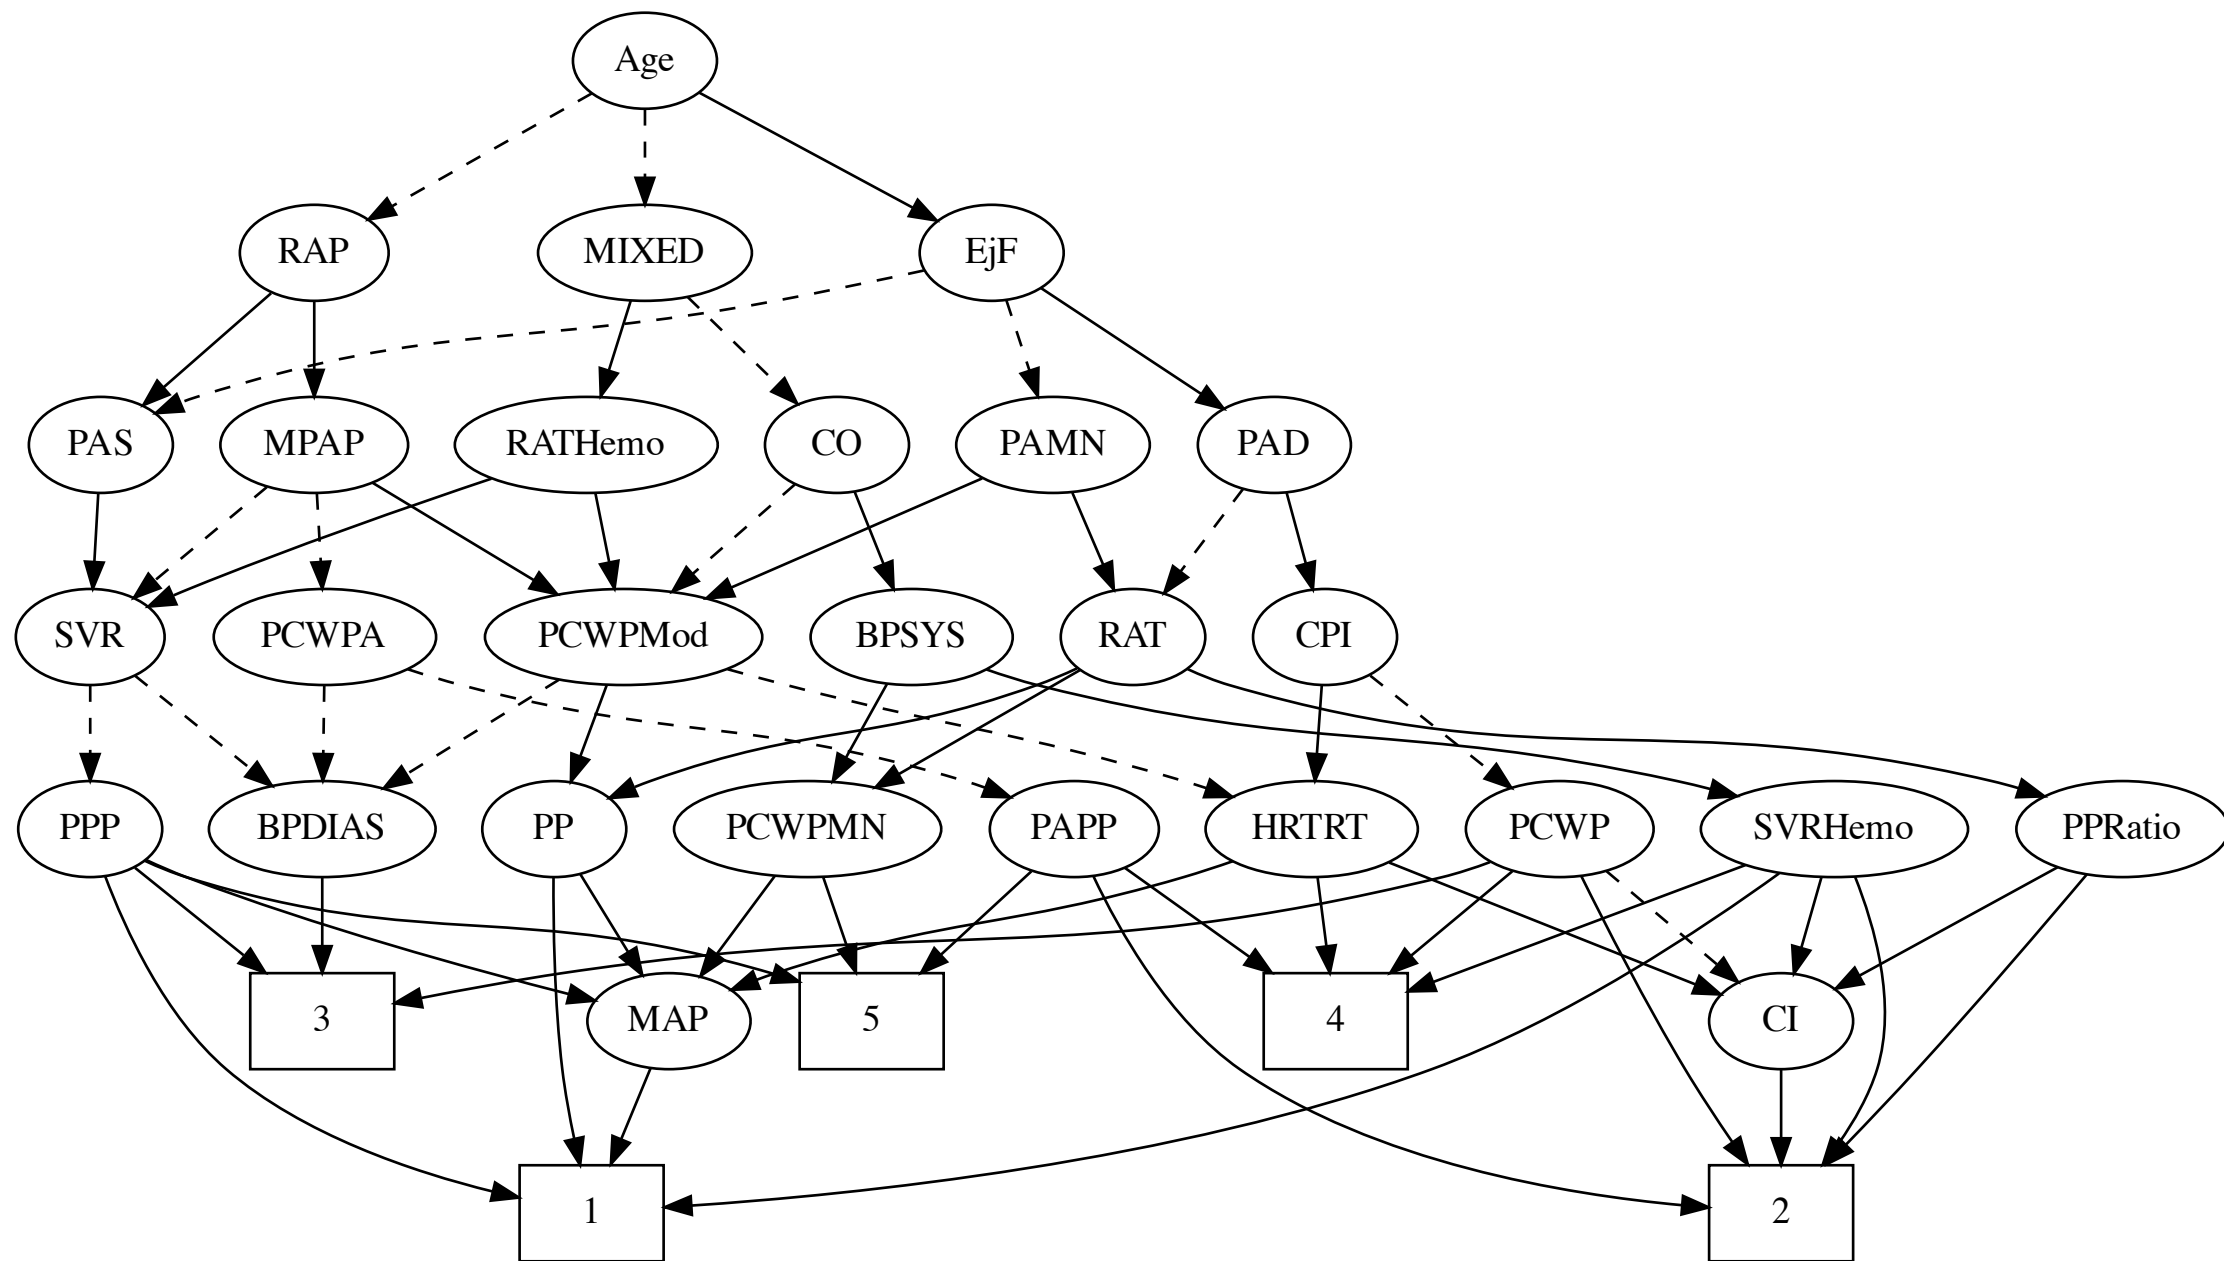 Age
RAP
MIXED
EjF
PAS
MPAP
RATHemo
CO
PAMN
PAD
SVR
PCWPA
PCWPMod
BPSYS
RAT
CPI
PPP
BPDIAS
PP
PCWPMN
PAPP
HRTRT
PCWP
SVRHemo
PPRatio
3
MAP
5
4
CI
1
2